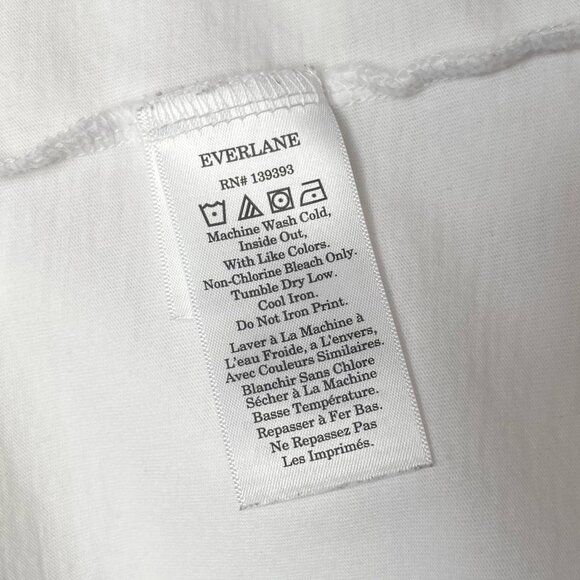 EVERLANE
RN# 139393
Machine Wash Cold,
Inside Out,
With Like Colors.
Non-Chlorine Bleach Only.
Tumble Dry Low.
Cool Iron.
Do Not Iron Print.
Laver à La Machine à
L'eau Froide, a L'envers,
Avec Couleurs Similaires.
Blanchir Sans Chlore
Sécher à La Machine
Basse Température.
Repasser à Fer Bas.
Ne Repassez Pas
Les Imprimés.